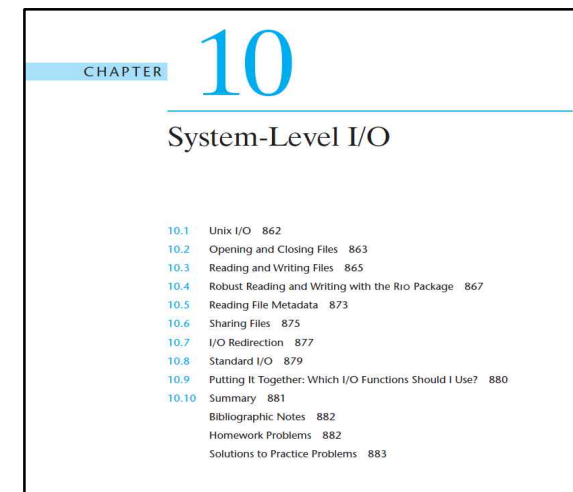 CHAPTER 10
System-Level I/O
10.1 Unix I/O 862
10.2 Opening and Closing Files 863
10.3 Reading and Writing Files 865
10.4 Robust Reading and Writing with the RIO Package 867
10.5 Reading File Metadata 873
10.6 Sharing Files 875
10.7 I/O Redirection 877
10.8 Standard I/O 879
10.9 Putting It Together: Which I/O Functions Should I Use? 880
10.10 Summary 881
Bibliographic Notes 882
Homework Problems 882
Solutions to Practice Problems 883